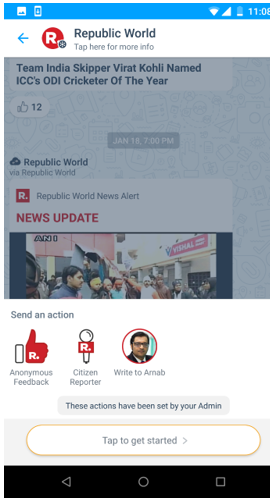 11:08
Republic World
Tap here for more info
Team India Skipper Virat Kohli Named
ICC's ODI Cricketer Of The Year
12
JAN 18, 7:00 PM
Republic World
via Republic World
R. Republic World News Alert
NEWS UPDATE
ANI
VISHAL
Send an action
R.
R.
Anonymous
Feedback
Citizen
Reporter
Write to Arnab
These actions have been set by your Admin
Tap to get started